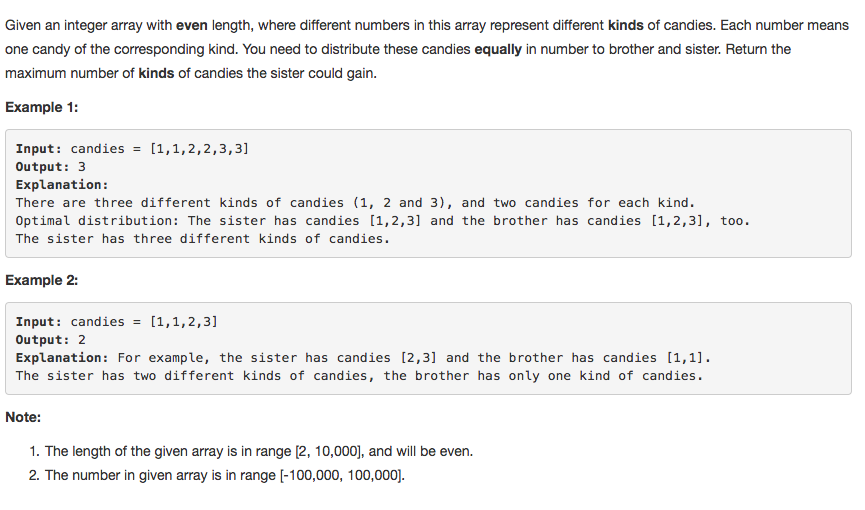 Given an integer array with even length, where different numbers in this array represent different kinds of candies. Each number means
one candy of the corresponding kind. You need to distribute these candies equally in number to brother and sister. Return the
maximum number of kinds of candies the sister could gain.
Example 1:
Input: candies = [1,1,2,2,3,3]
Output: 3
Explanation:
There are three different kinds of candies (1, 2 and 3), and two candies for each kind.
Optimal distribution: The sister has candies [1,2,3] and the brother has candies [1,2,3], too.
The sister has three different kinds of candies.
Example 2:
Input: candies = [1,1,2,3]
Output: 2
Explanation: For example, the sister has candies [2,3] and the brother has candies [1,1].
The sister has two different kinds of candies, the brother has only one kind of candies.
Note:
1. The length of the given array is in range [2, 10,000], and will be even.
2. The number in given array is in range [-100,000, 100,000].